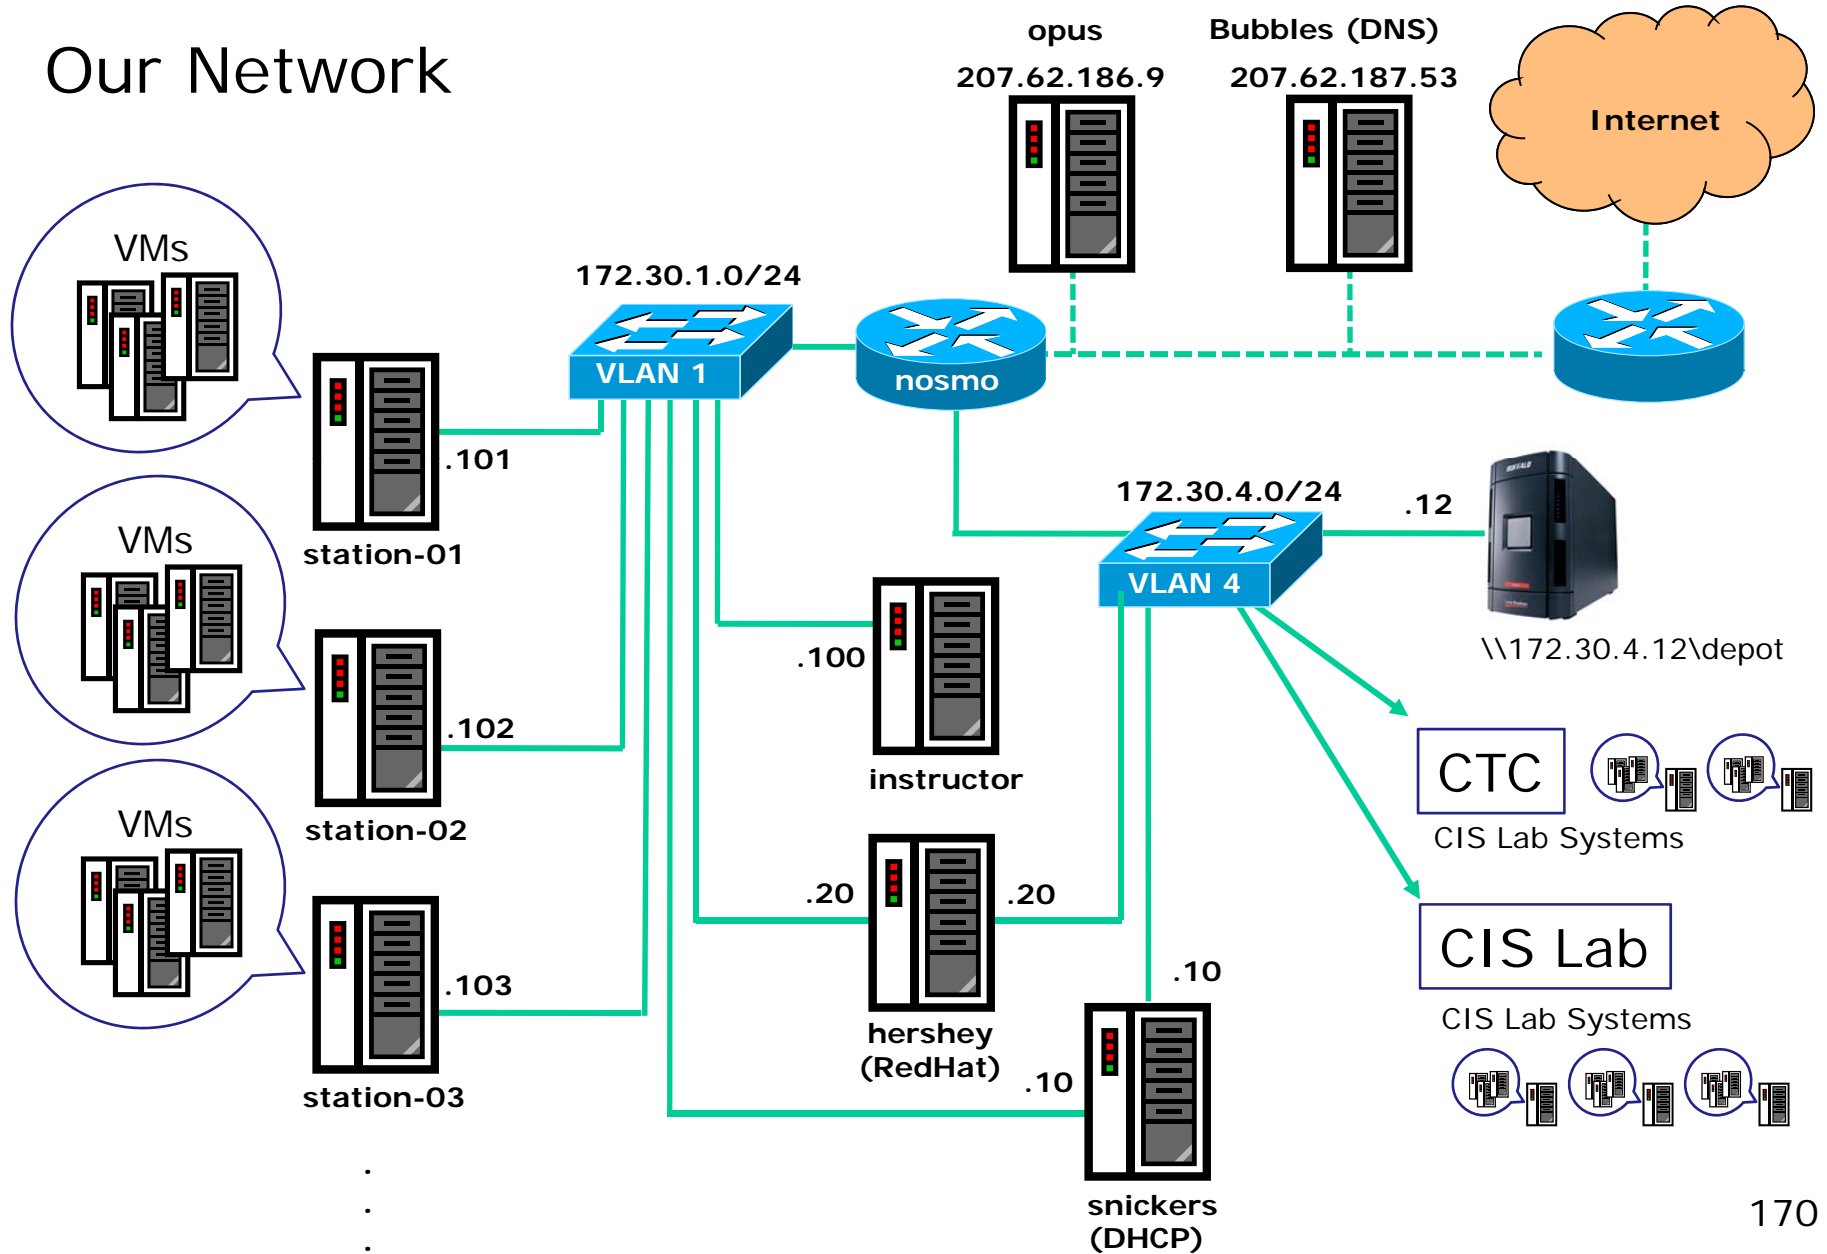 Our Network
opus
207.62.186.9
Bubbles (DNS)
207.62.187.53
Internet
VMs
172.30.1.0/24
VLAN 1
nosmo
.101
station-01
172.30.4.0/24
.12
BUFFALO
VLAN 4
\\172.30.4.12\depot
VMs
.102
station-02
.100
instructor
CTC
CIS Lab Systems
VMs
.103
station-03
.20
.20
hershey
(RedHat)
CIS Lab
CIS Lab Systems
.10
.10
snickers
(DHCP)
.
.
.
170